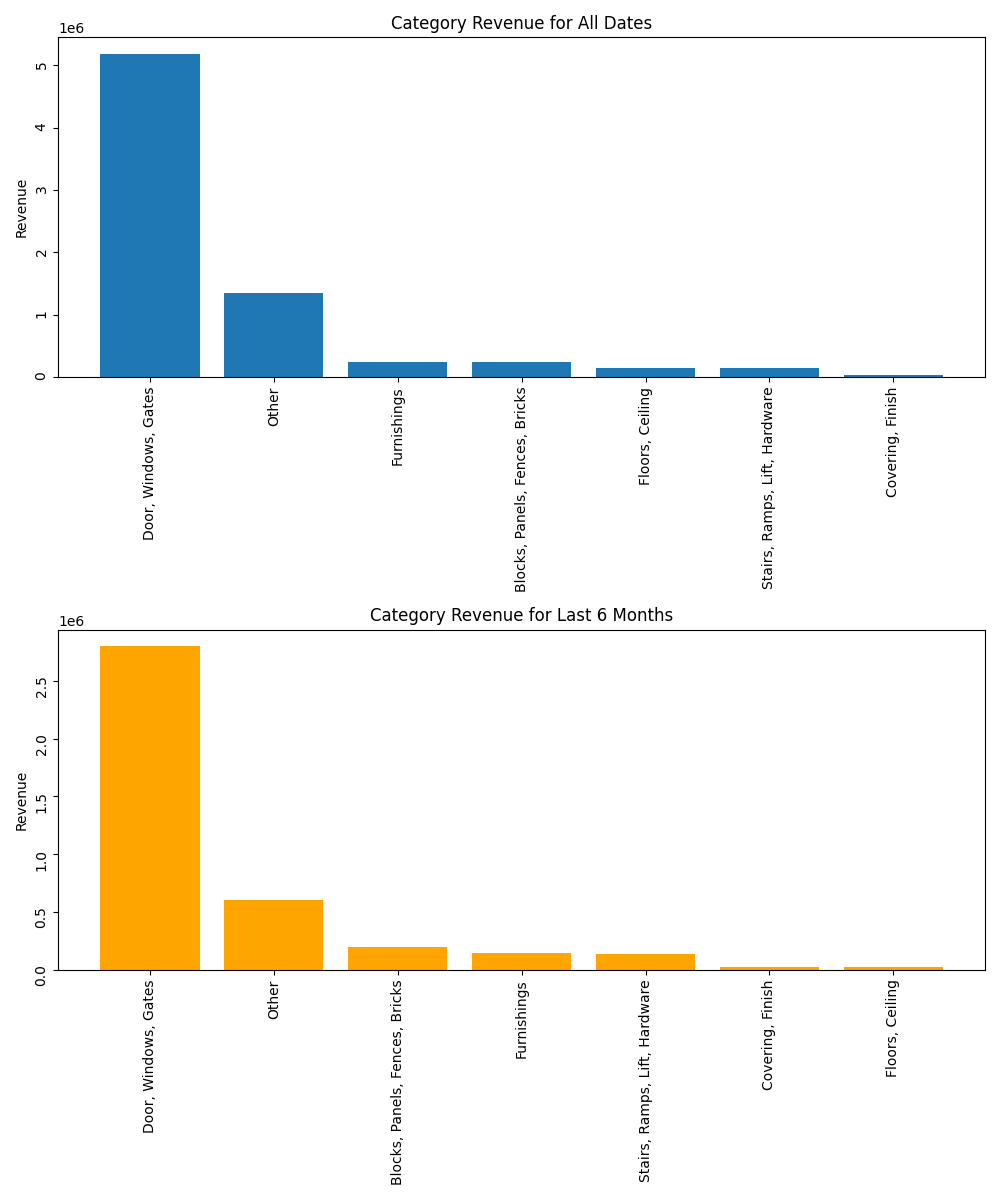 Category Revenue for All Dates
1e6
5
4
3
2
1
0
Revenue
Door, Windows, Gates
Other
Furnishings
Blocks, Panels, Fences, Bricks
Floors, Ceiling
Stairs, Ramps, Lift, Hardware
Covering, Finish
Category Revenue for Last 6 Months
1e6
2.5
2.0
1.5
1.0
0.5
0.0
Revenue
Door, Windows, Gates
Other
Blocks, Panels, Fences, Bricks
Furnishings
Stairs, Ramps, Lift, Hardware
Covering, Finish
Floors, Ceiling